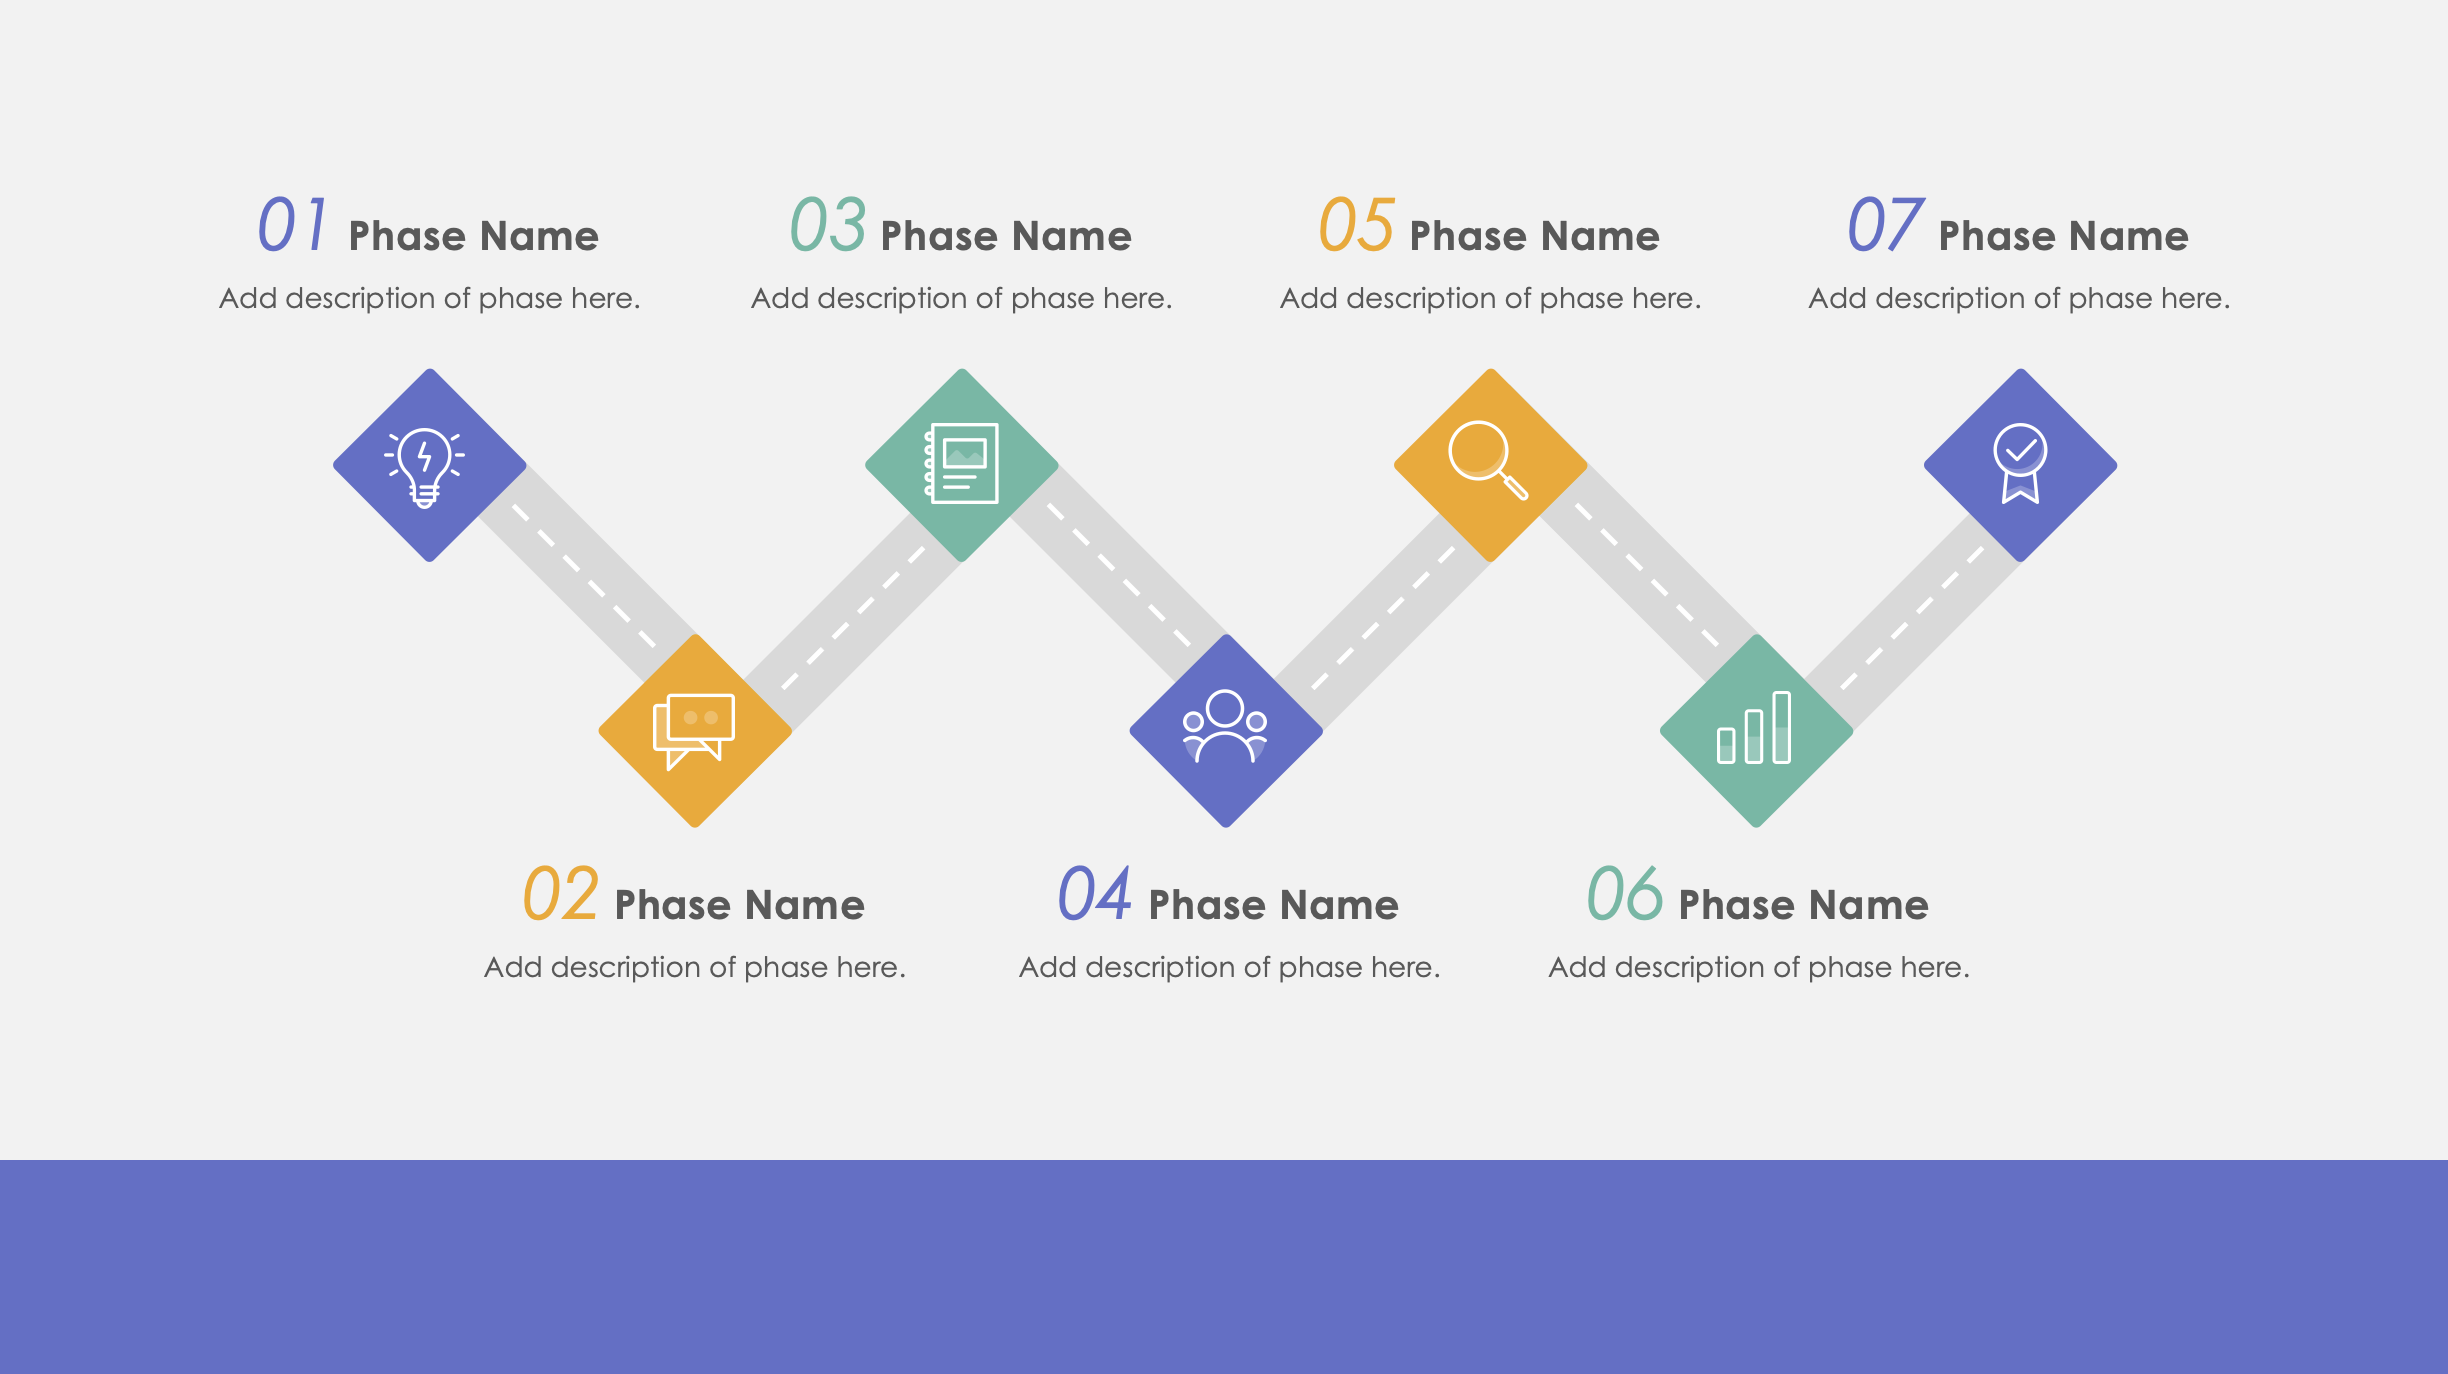 01 Phase Name
Add description of phase here.
03 Phase Name
Add description of phase here.
05 Phase Name
Add description of phase here.
07 Phase Name
Add description of phase here.
02 Phase Name
Add description of phase here.
04 Phase Name
Add description of phase here.
06 Phase Name
Add description of phase here.